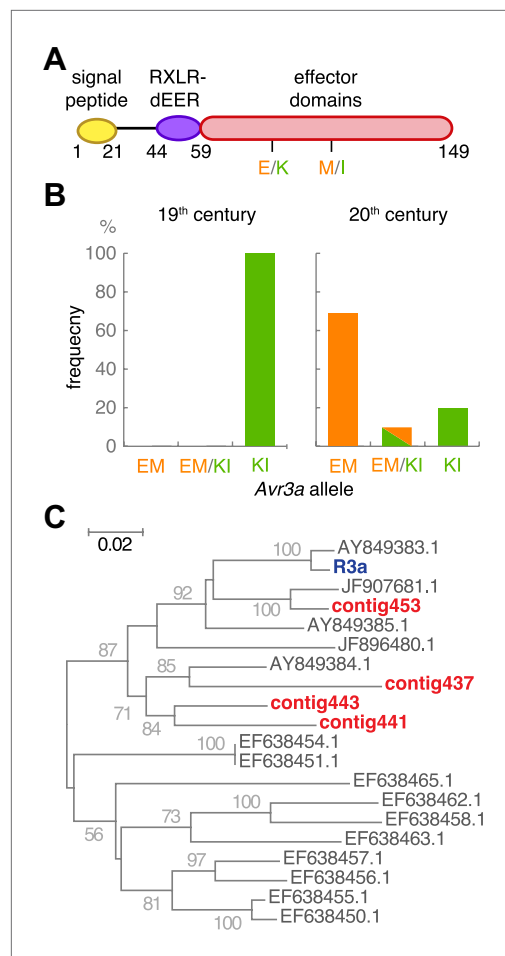 A
signal peptide
RXLR-dEER
effector domains
1 21 44 59 149
E/K M/I
B
19th century 20th century
%
100
80
60
40
20
0
frequecny
EM EM/KI KI EM EM/KI KI
Avr3a allele
C
0.02
100 AY849383.1
R3a
92 JF907681.1
100 contig453
AY849385.1
87 JF896480.1
85 AY849384.1
contig437
71 contig443
84 contig441
100 EF638454.1
EF638451.1
EF638465.1
56 100 EF638462.1
73 EF638458.1
EF638463.1
97 EF638457.1
EF638456.1
81 EF638455.1
100 EF638450.1